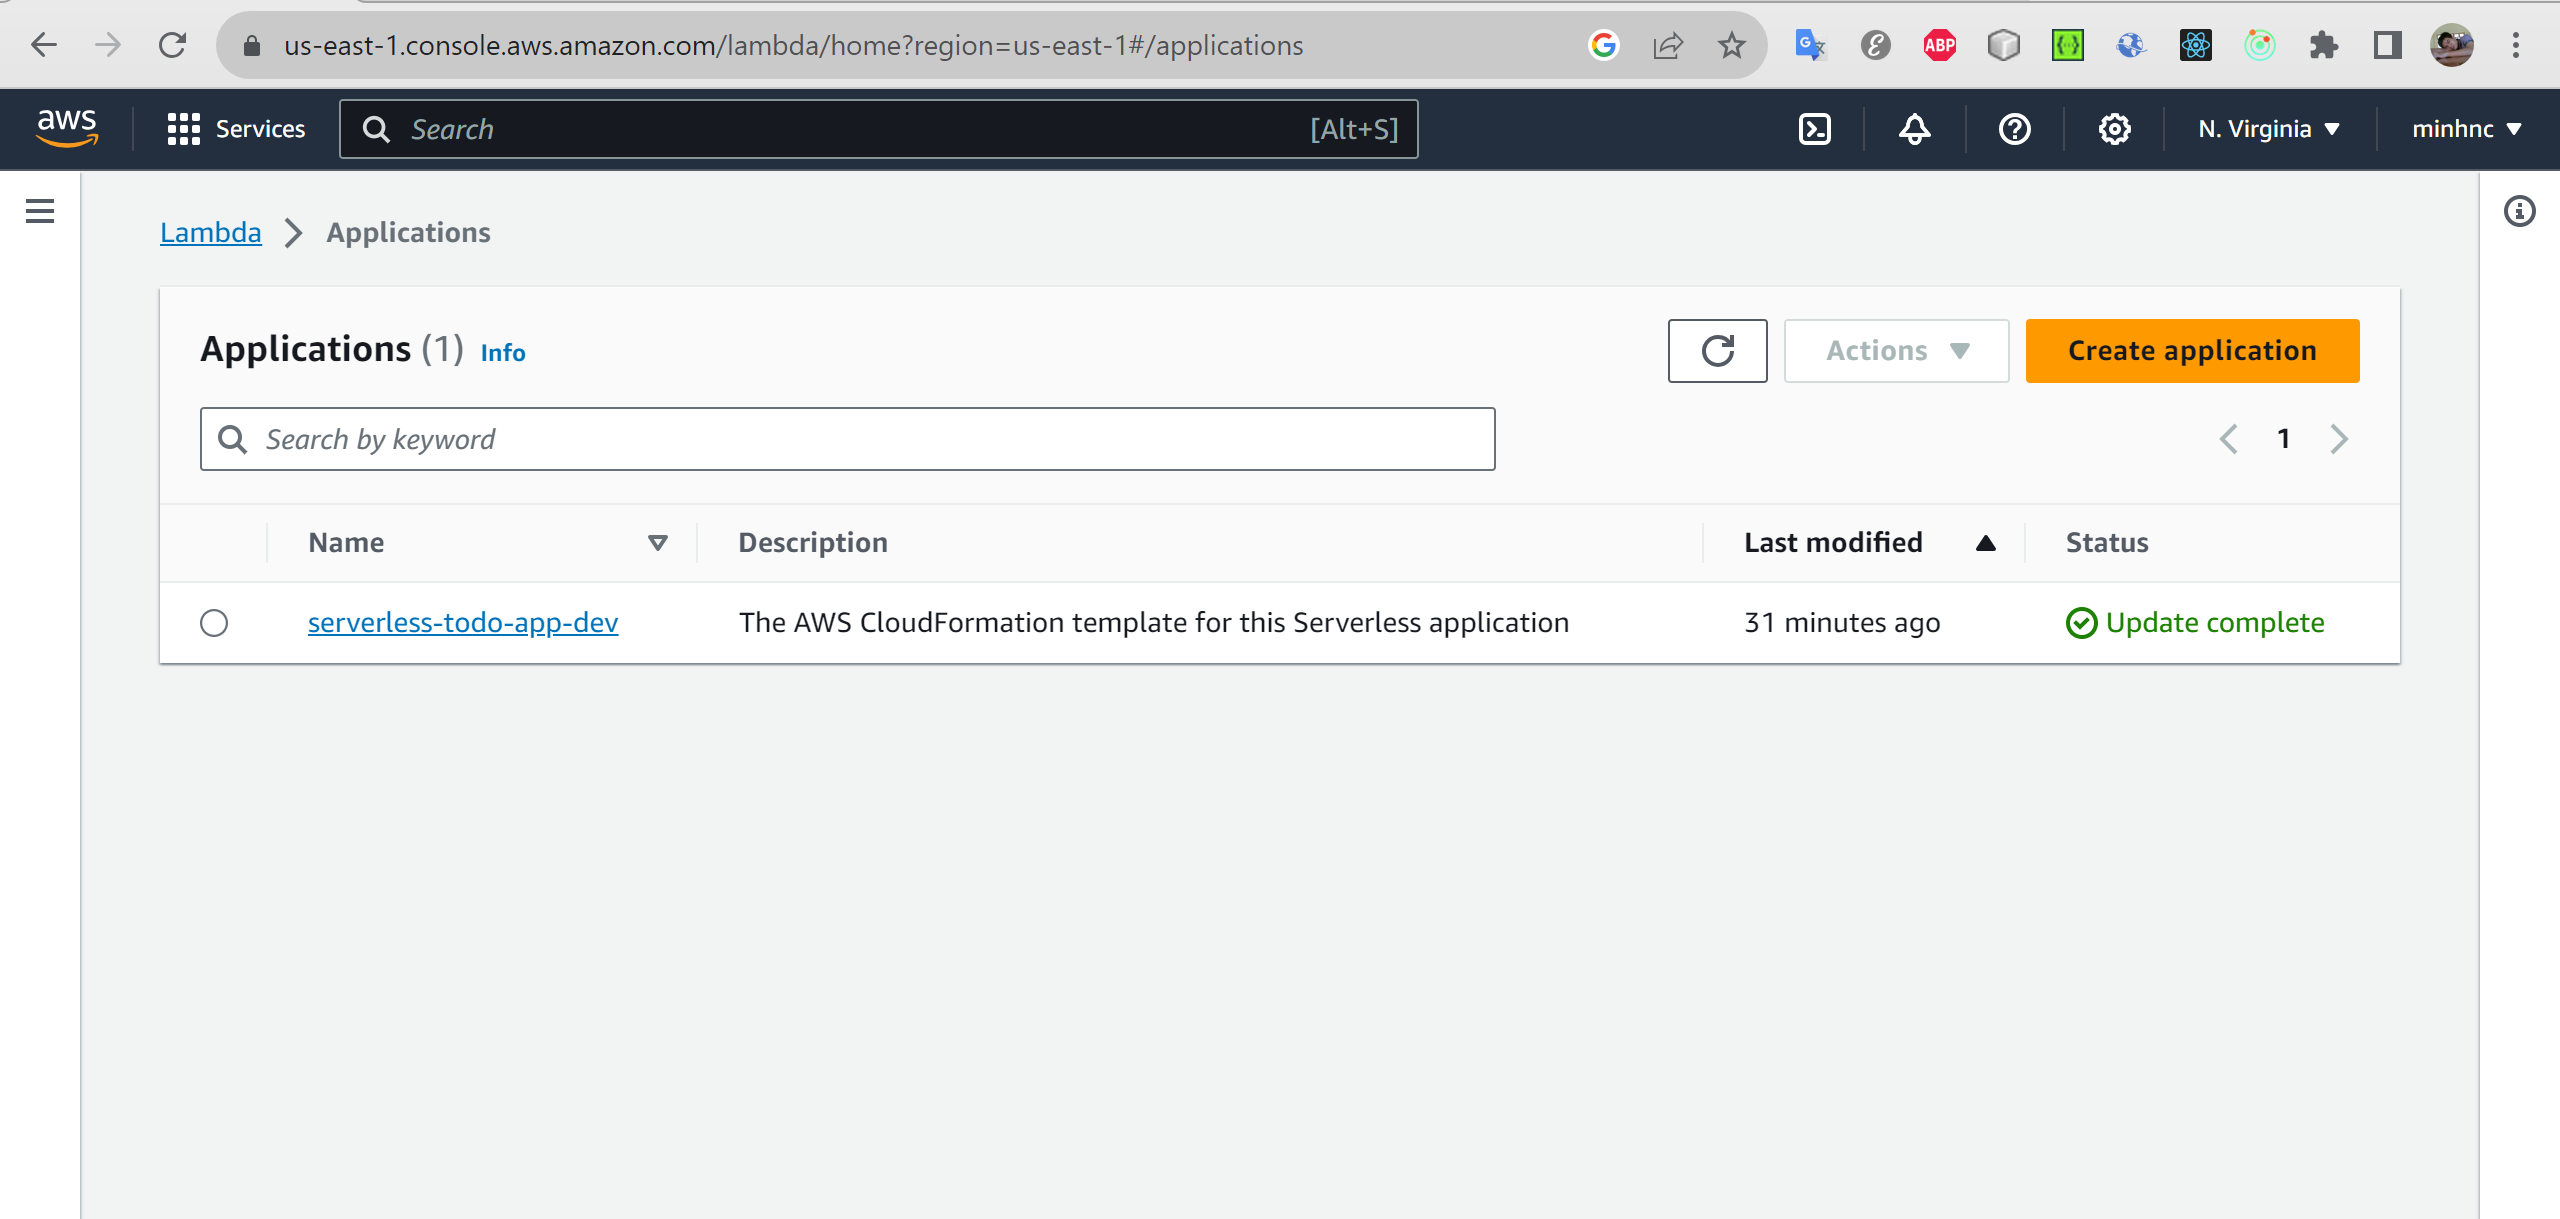 us-east-1.console.aws.amazon.com/lambda/home?region=us-east-1#/applications
ABP
aws Services Search [Alt+S] N. Virginia minhnc
Lambda Applications
Applications (1) Info Actions Create application
Search by keyword 1
Name Description Last modified Status
serverless-todo-app-dev The AWS CloudFormation template for this Serverless application 31 minutes ago Update complete